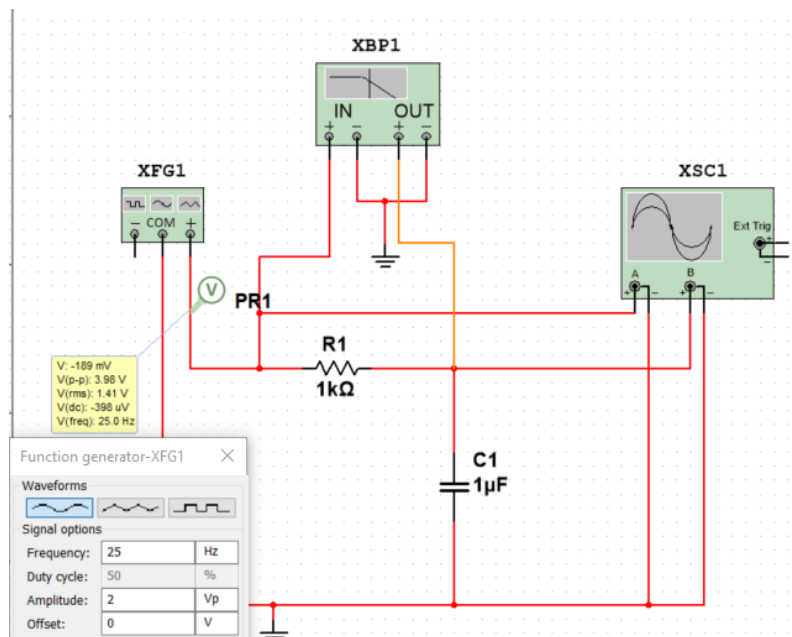 XBP1
IN OUT
+ − + −
XFG1
− COM +
XSC1
Ext Trig
+
−
A B
+ − + −
V
PR1
V: -189 mV
V(p-p): 3.98 V
V(rms): 1.41 V
V(dc): -398 uV
V(freq): 25.0 Hz
R1
1kΩ
C1
1µF
Function generator-XFG1
Waveforms
Signal options
Frequency: 25 Hz
Duty cycle: 50 %
Amplitude: 2 Vp
Offset: 0 V